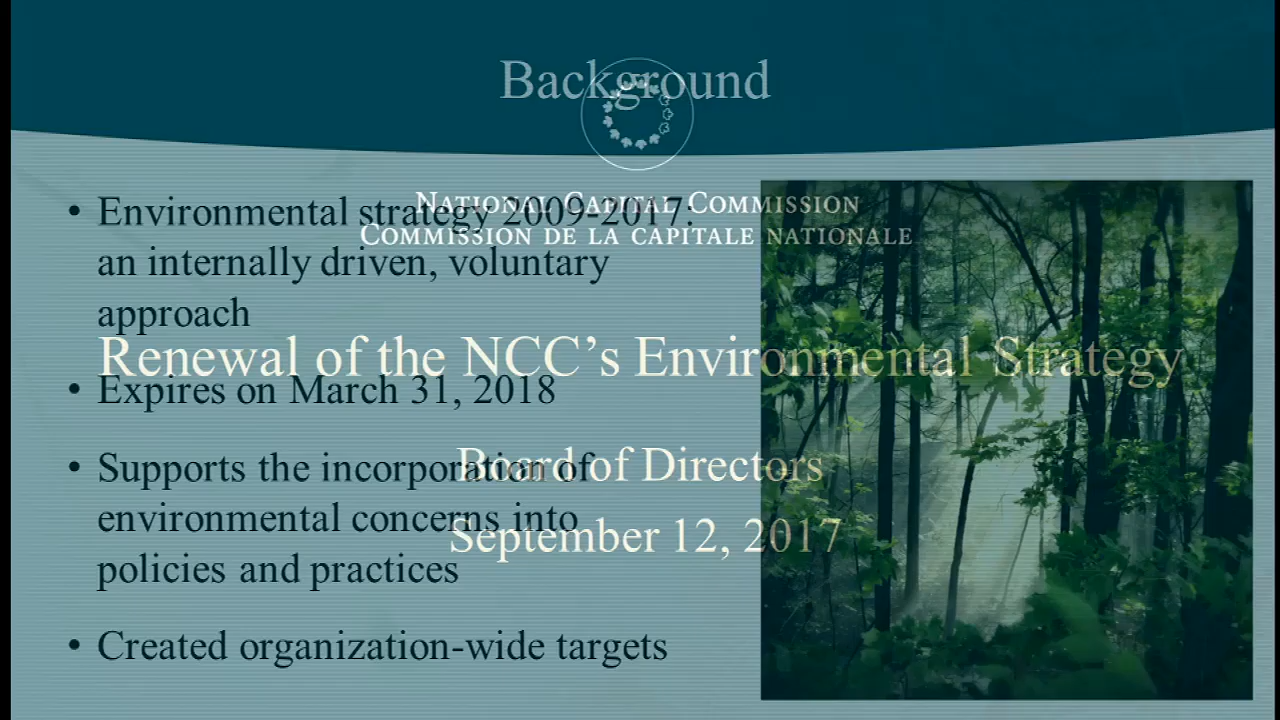 Background
NATIONAL CAPITAL COMMISSION
COMMISSION DE LA CAPITALE NATIONALE
• Environmental strategy 2009-2017:
an internally driven, voluntary
approach
Renewal of the NCC’s Environmental Strategy
• Expires on March 31, 2018
Board of Directors
• Supports the incorporation of
environmental concerns into
September 12, 2017
policies and practices
• Created organization-wide targets